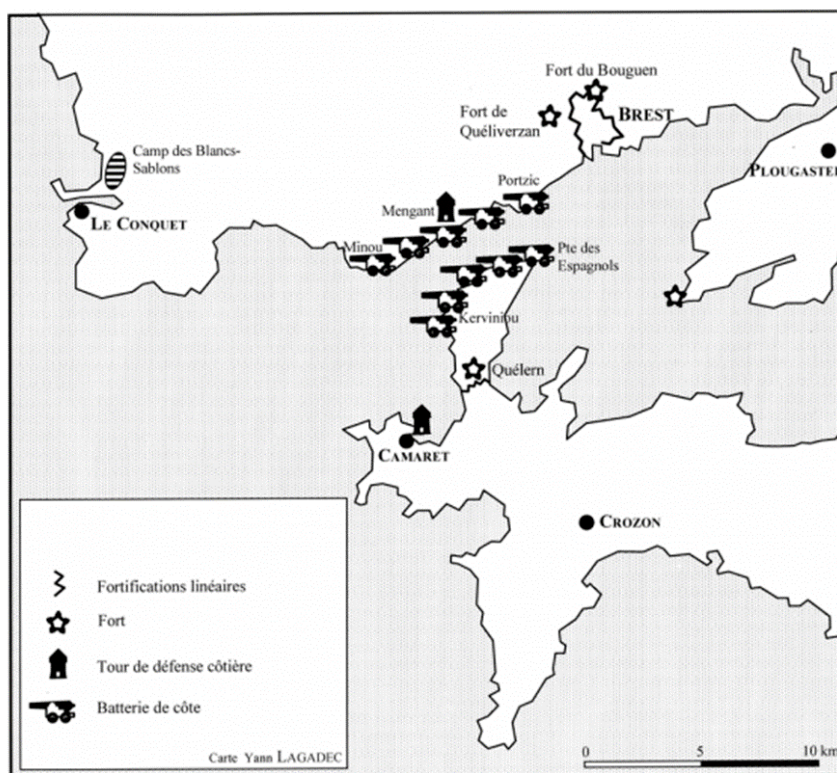 Fort du Bouguen
Fort de
Quéliverzan
BREST
Camp des Blancs-
Sablons
PLOUGASTEL
Portzic
Mengant
LE CONQUET
Minou
Pte des
Espagnols
Kerviniou
Quélern
CAMARET
CROZON
Fortifications linéaires
Fort
Tour de défense côtière
Batterie de côte
Carte Yann LAGADEC
0 5 10 km